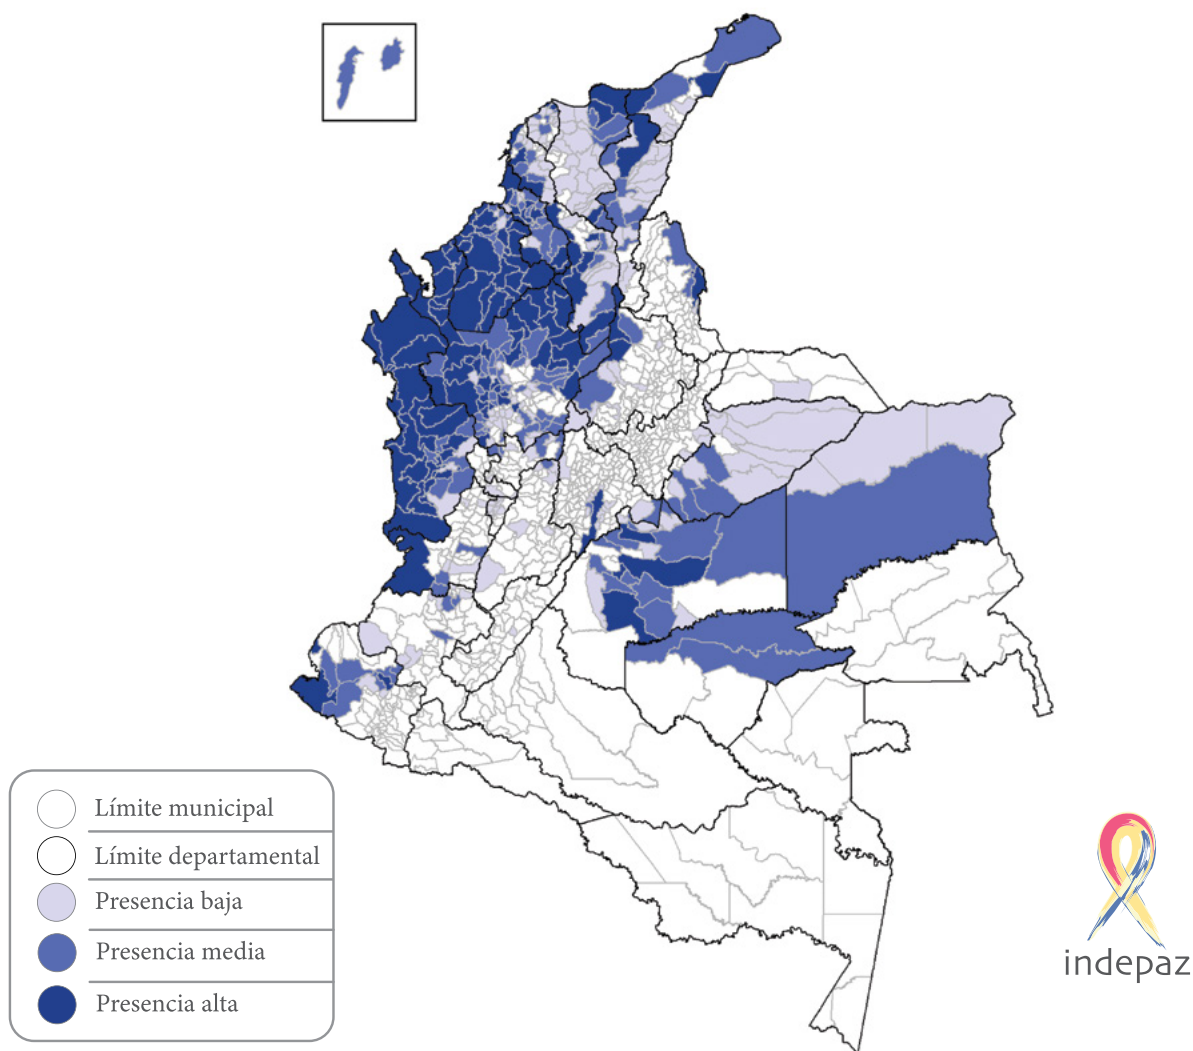 Límite municipal
Límite departamental
Presencia baja
Presencia media
Presencia alta
indepaz